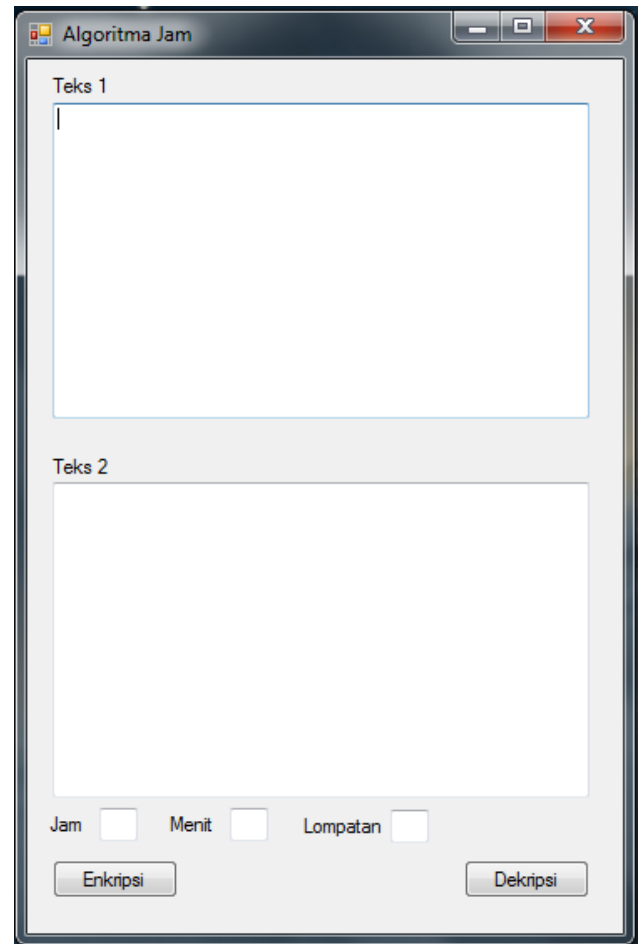 Algoritma Jam
Teks 1
Teks 2
Jam Menit Lompatan
Enkripsi Dekripsi